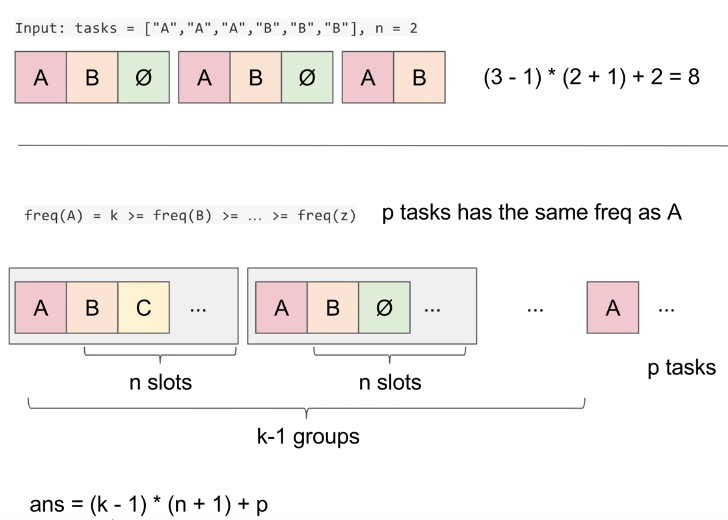 Input: tasks = ["A","A","A","B","B","B"], n = 2
A B Ø A B Ø A B (3 - 1) * (2 + 1) + 2 = 8
freq(A) = k >= freq(B) >= … >= freq(z) p tasks has the same freq as A
A B C ... A B Ø ... ... A ...
n slots n slots p tasks
k-1 groups
ans = (k - 1) * (n + 1) + p